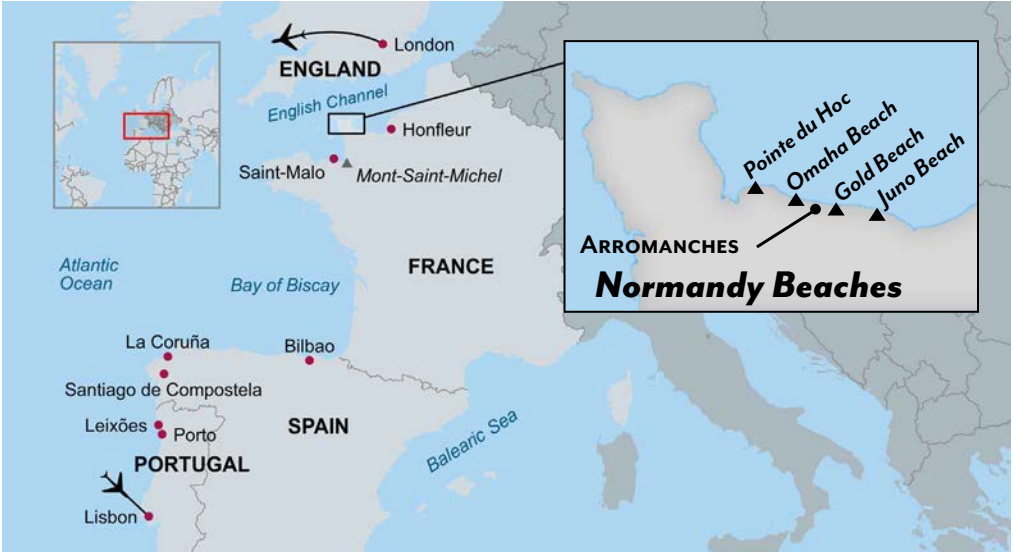 London
ENGLAND
English Channel
Honfleur
Saint-Malo
Mont-Saint-Michel
Atlantic
Ocean
Bay of Biscay
FRANCE
La Coruña
Bilbao
Santiago de Compostela
Leixões
Porto
SPAIN
PORTUGAL
Balearic Sea
Lisbon
Pointe du Hoc
Omaha Beach
Gold Beach
Juno Beach
ARROMANCHES
Normandy Beaches